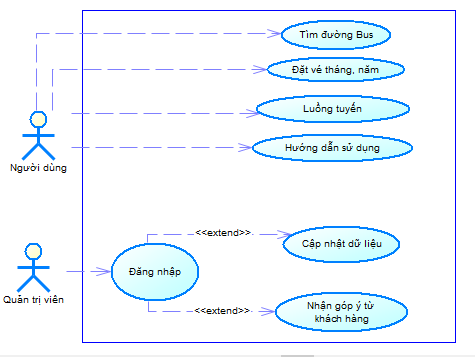 Tìm đường Bus
Đặt vé tháng, năm
Luồng tuyến
Hướng dẫn sử dụng
Người dùng
<<extend>>
Cập nhật dữ liệu
Đăng nhập
Quản trị viên
<<extend>>
Nhận góp ý từ
khách hàng